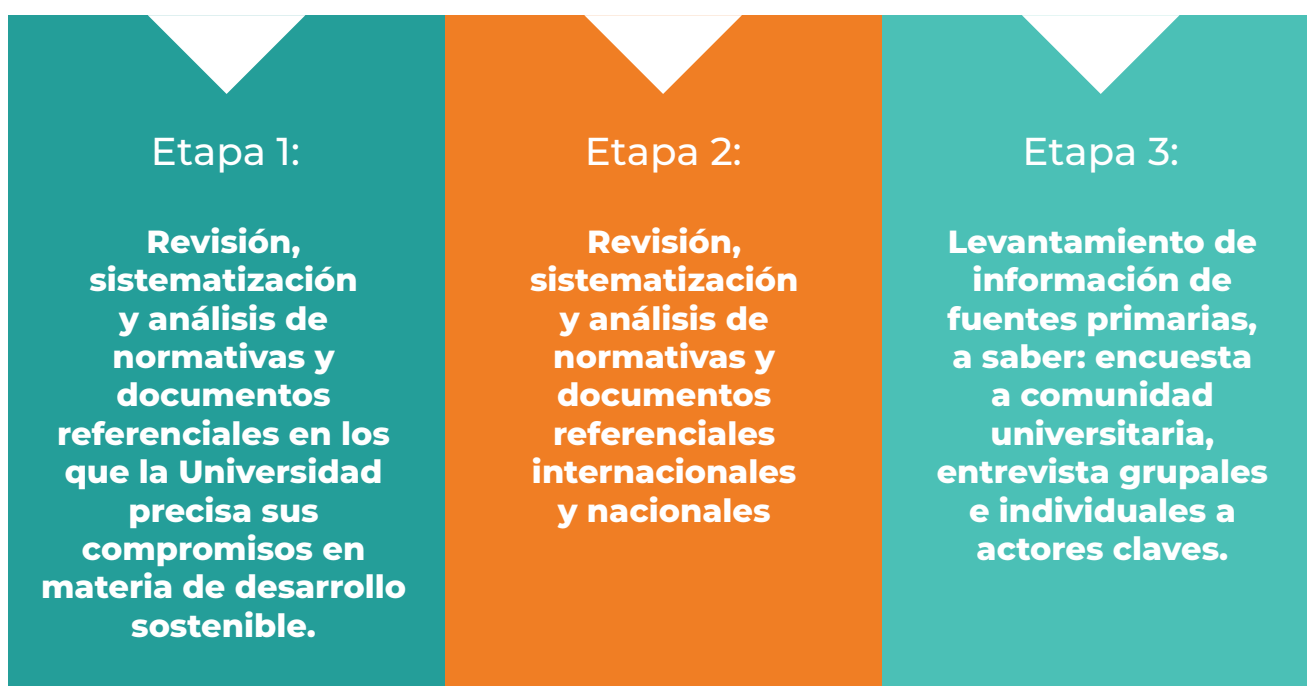 Etapa 1:
Revisión,
sistematización
y análisis de
normativas y
documentos
referenciales en los
que la Universidad
precisa sus
compromisos en
materia de desarrollo
sostenible.
Etapa 2:
Revisión,
sistematización
y análisis de
normativas y
documentos
referenciales
internacionales
y nacionales
Etapa 3:
Levantamiento de
información de
fuentes primarias,
a saber: encuesta
a comunidad
universitaria,
entrevista grupales
e individuales a
actores claves.